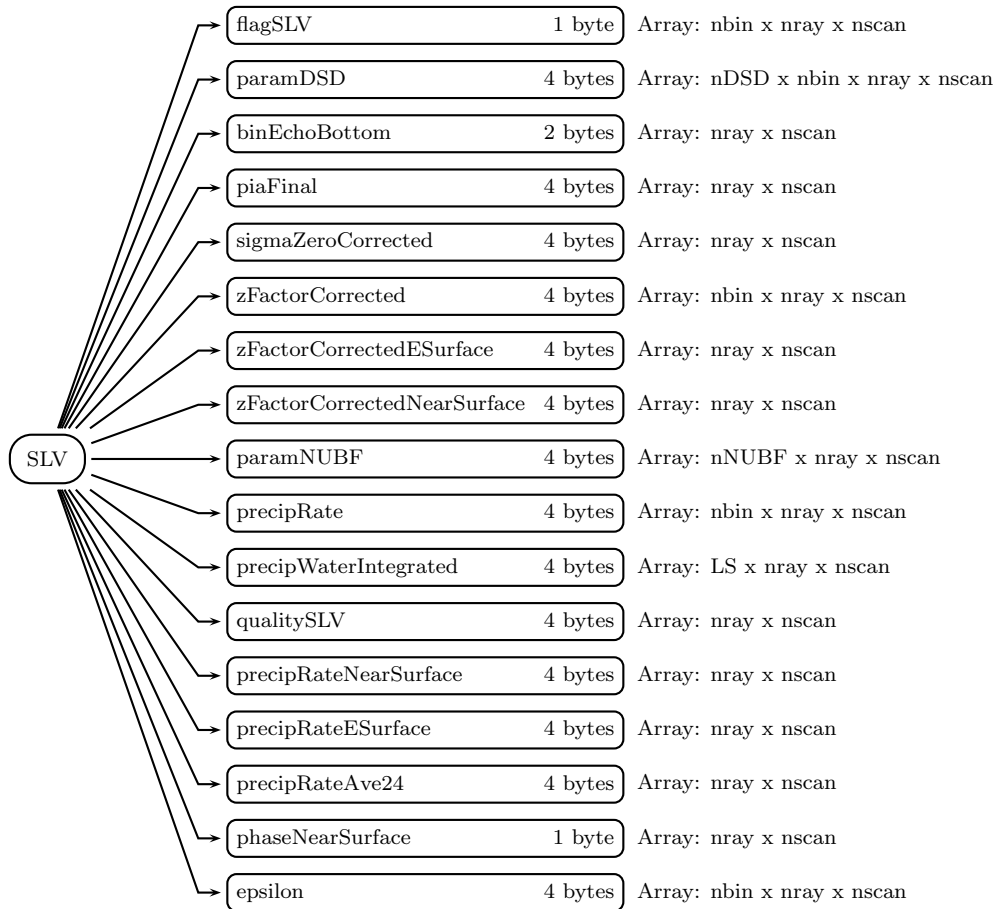 flagSLV 1 byte Array: nbin x nray x nscan
paramDSD 4 bytes Array: nDSD x nbin x nray x nscan
binEchoBottom 2 bytes Array: nray x nscan
piaFinal 4 bytes Array: nray x nscan
sigmaZeroCorrected 4 bytes Array: nray x nscan
zFactorCorrected 4 bytes Array: nbin x nray x nscan
zFactorCorrectedESurface 4 bytes Array: nray x nscan
zFactorCorrectedNearSurface 4 bytes Array: nray x nscan
SLV paramNUBF 4 bytes Array: nNUBF x nray x nscan
precipRate 4 bytes Array: nbin x nray x nscan
precipWaterIntegrated 4 bytes Array: LS x nray x nscan
qualitySLV 4 bytes Array: nray x nscan
precipRateNearSurface 4 bytes Array: nray x nscan
precipRateESurface 4 bytes Array: nray x nscan
precipRateAve24 4 bytes Array: nray x nscan
phaseNearSurface 1 byte Array: nray x nscan
epsilon 4 bytes Array: nbin x nray x nscan